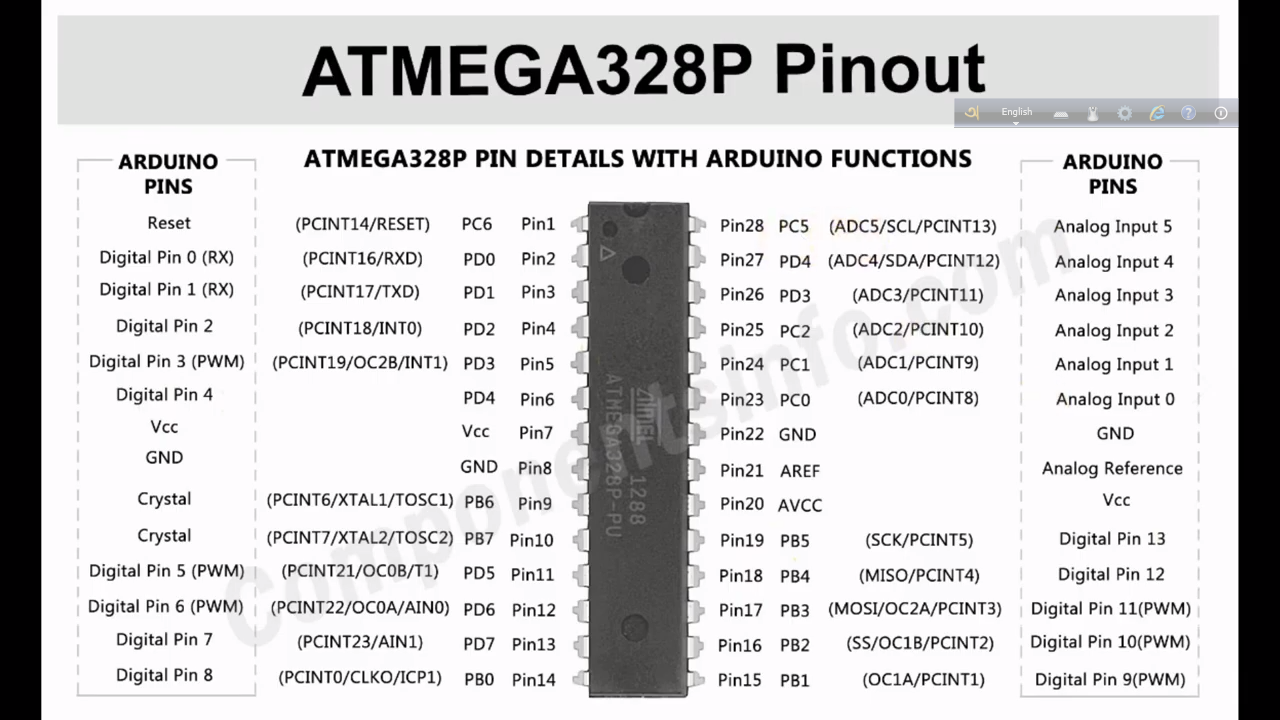 ATMEGA328P Pinout
English
ATMEGA328P PIN DETAILS WITH ARDUINO FUNCTIONS
ARDUINO
PINS
ARDUINO
PINS
Reset (PCINT14/RESET) PC6 Pin1 Pin28 PC5 (ADC5/SCL/PCINT13) Analog Input 5
Digital Pin 0 (RX) (PCINT16/RXD) PD0 Pin2 Pin27 PD4 (ADC4/SDA/PCINT12) Analog Input 4
Digital Pin 1 (RX) (PCINT17/TXD) PD1 Pin3 Pin26 PD3 (ADC3/PCINT11) Analog Input 3
Digital Pin 2 (PCINT18/INT0) PD2 Pin4 Pin25 PC2 (ADC2/PCINT10) Analog Input 2
Digital Pin 3 (PWM) (PCINT19/OC2B/INT1) PD3 Pin5 Pin24 PC1 (ADC1/PCINT9) Analog Input 1
Digital Pin 4 PD4 Pin6 Pin23 PC0 (ADC0/PCINT8) Analog Input 0
Vcc Vcc Pin7 Pin22 GND GND
GND GND Pin8 Pin21 AREF Analog Reference
Crystal (PCINT6/XTAL1/TOSC1) PB6 Pin9 Pin20 AVCC Vcc
Crystal (PCINT7/XTAL2/TOSC2) PB7 Pin10 Pin19 PB5 (SCK/PCINT5) Digital Pin 13
Digital Pin 5 (PWM) (PCINT21/OC0B/T1) PD5 Pin11 Pin18 PB4 (MISO/PCINT4) Digital Pin 12
Digital Pin 6 (PWM) (PCINT22/OC0A/AIN0) PD6 Pin12 Pin17 PB3 (MOSI/OC2A/PCINT3) Digital Pin 11(PWM)
Digital Pin 7 (PCINT23/AIN1) PD7 Pin13 Pin16 PB2 (SS/OC1B/PCINT2) Digital Pin 10(PWM)
Digital Pin 8 (PCINT0/CLKO/ICP1) PB0 Pin14 Pin15 PB1 (OC1A/PCINT1) Digital Pin 9(PWM)
ATMEL 1288
ATMEGA328P-PU
ComponentsInfo.com